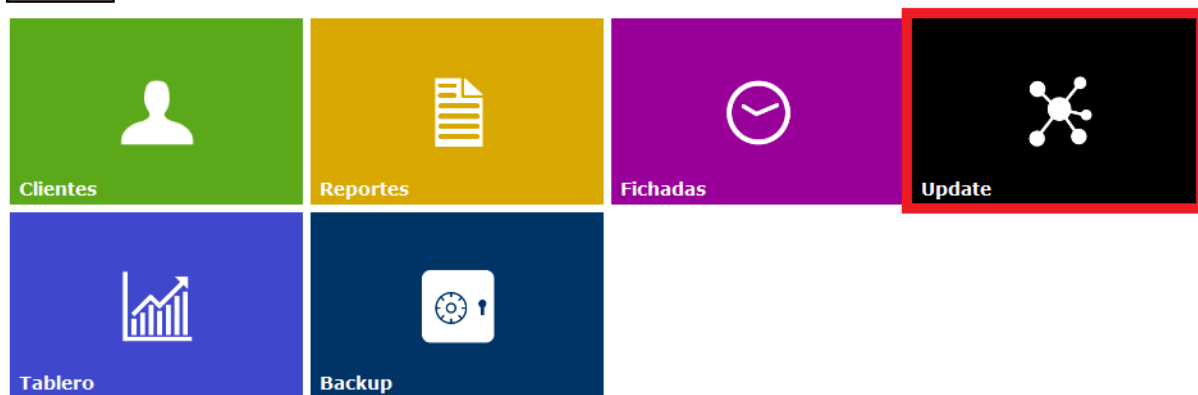 Clientes
Reportes
Fichadas
Update
Tablero
Backup